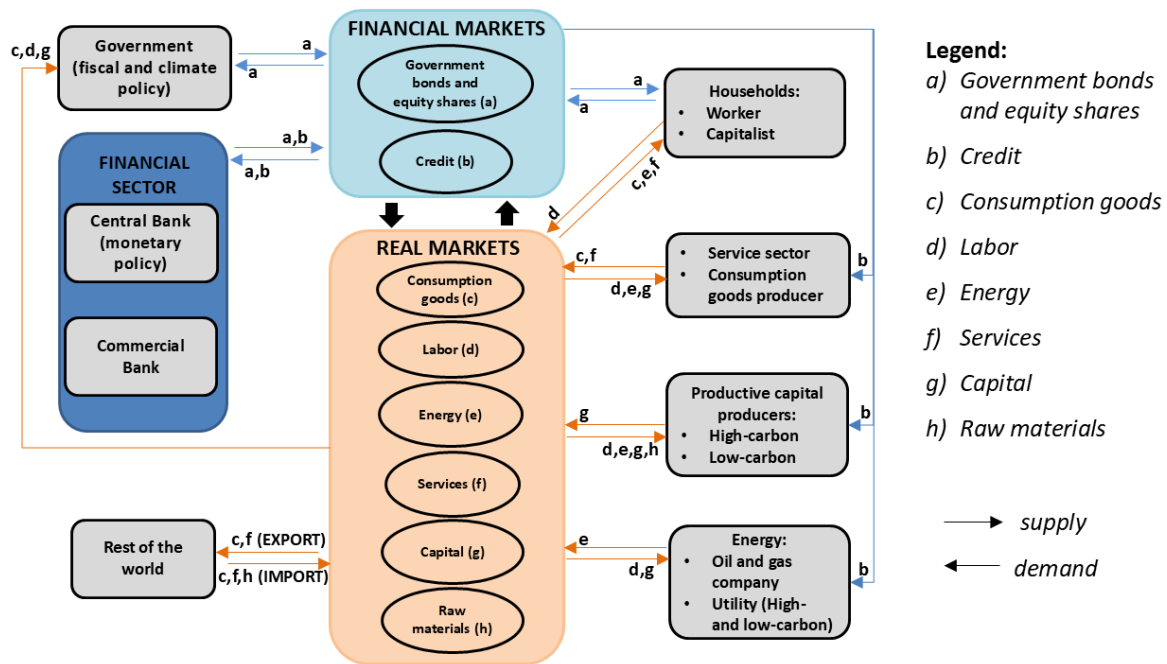 c,d,g
Government
(fiscal and climate
policy)
a
a
FINANCIAL MARKETS
Government
bonds and
equity shares (a)
Credit (b)
a
a
Households:
• Worker
• Capitalist
FINANCIAL
SECTOR
Central Bank
(monetary
policy)
Commercial
Bank
a,b
a,b
d
c,e,f
REAL MARKETS
Consumption
goods (c)
Labor (d)
Energy (e)
Services (f)
Capital (g)
Raw
materials (h)
c,f
d,e,g
• Service sector
• Consumption
goods producer
b
g
d,e,g,h
Productive capital
producers:
• High-carbon
• Low-carbon
b
e
d,g
Energy:
• Oil and gas
company
• Utility (High-
and low-carbon)
b
Rest of the
world
c,f (EXPORT)
c,f,h (IMPORT)
Legend:
a) Government bonds
and equity shares
b) Credit
c) Consumption goods
d) Labor
e) Energy
f) Services
g) Capital
h) Raw materials
supply
demand